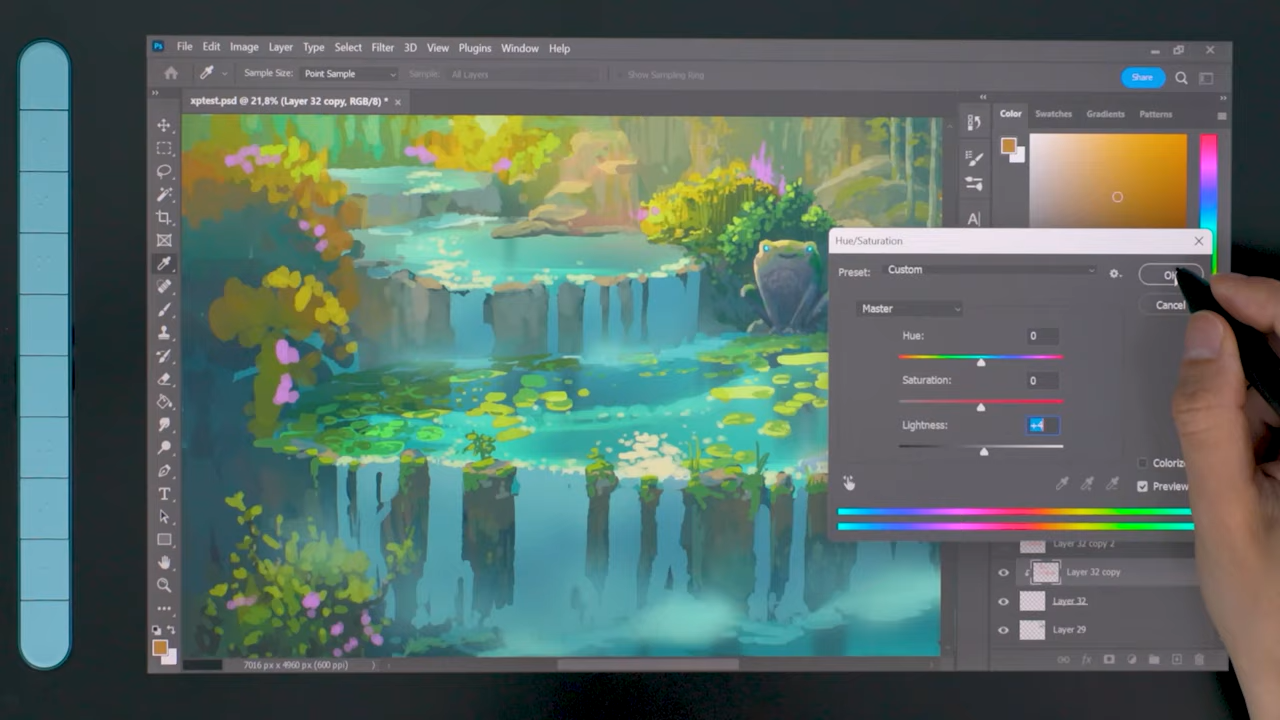 Ps File Edit Image Layer Type Select Filter 3D View Plugins Window Help
Sample Size: Point Sample Sample: All Layers Show Sampling Ring Share
xptest.psd @ 21,8% (Layer 32 copy, RGB/8) *
Color Swatches Gradients Patterns
Hue/Saturation
Preset: Custom
Cancel
Master
Hue: 0
Saturation: 0
Lightness:
Colorize
Preview
Layer 32 copy 2
Layer 32 copy
Layer 32
Layer 29
fx
7016 px x 4960 px (600 ppi)